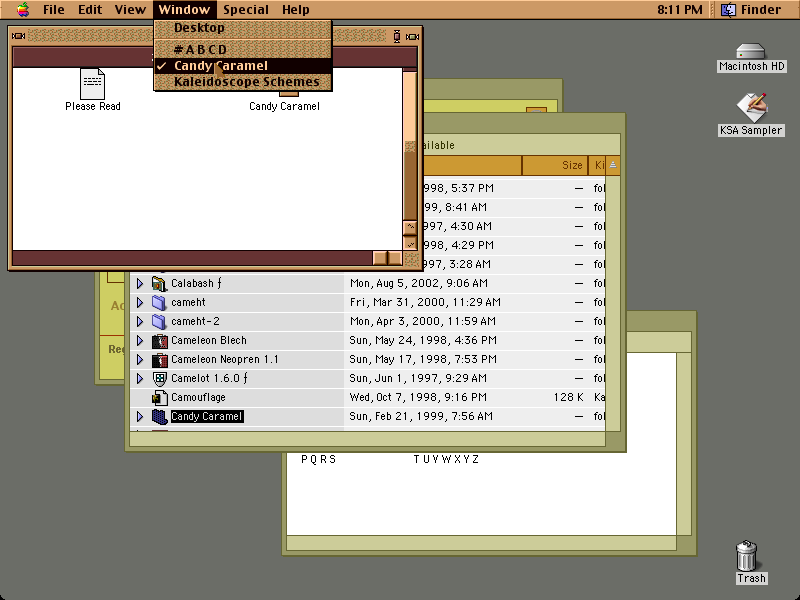 File Edit View Window Special Help 8:11 PM Finder
Desktop
# A B C D
✓ Candy Caramel
Kaleidoscope Schemes
Please Read
Candy Caramel
Macintosh HD
KSA Sampler
ailable
Size Ki
998, 5:37 PM — fol
99, 8:41 AM — fol
997, 4:30 AM — fol
998, 4:29 PM — fol
997, 3:28 AM — fol
Calabash ƒ Mon, Aug 5, 2002, 9:06 AM — fol
cameht Fri, Mar 31, 2000, 11:29 AM — fol
cameht-2 Mon, Apr 3, 2000, 11:59 AM — fol
Cameleon Blech Sun, May 24, 1998, 4:36 PM — fol
Cameleon Neopren 1.1 Sun, May 17, 1998, 7:53 PM — fol
Camelot 1.6.0 ƒ Sun, Jun 1, 1997, 9:29 AM — fol
Camouflage Wed, Oct 7, 1998, 9:16 PM 128 K Ka
Candy Caramel Sun, Feb 21, 1999, 7:56 AM — fol
Ac
Reg
P Q R S
T U V W X Y Z
Trash